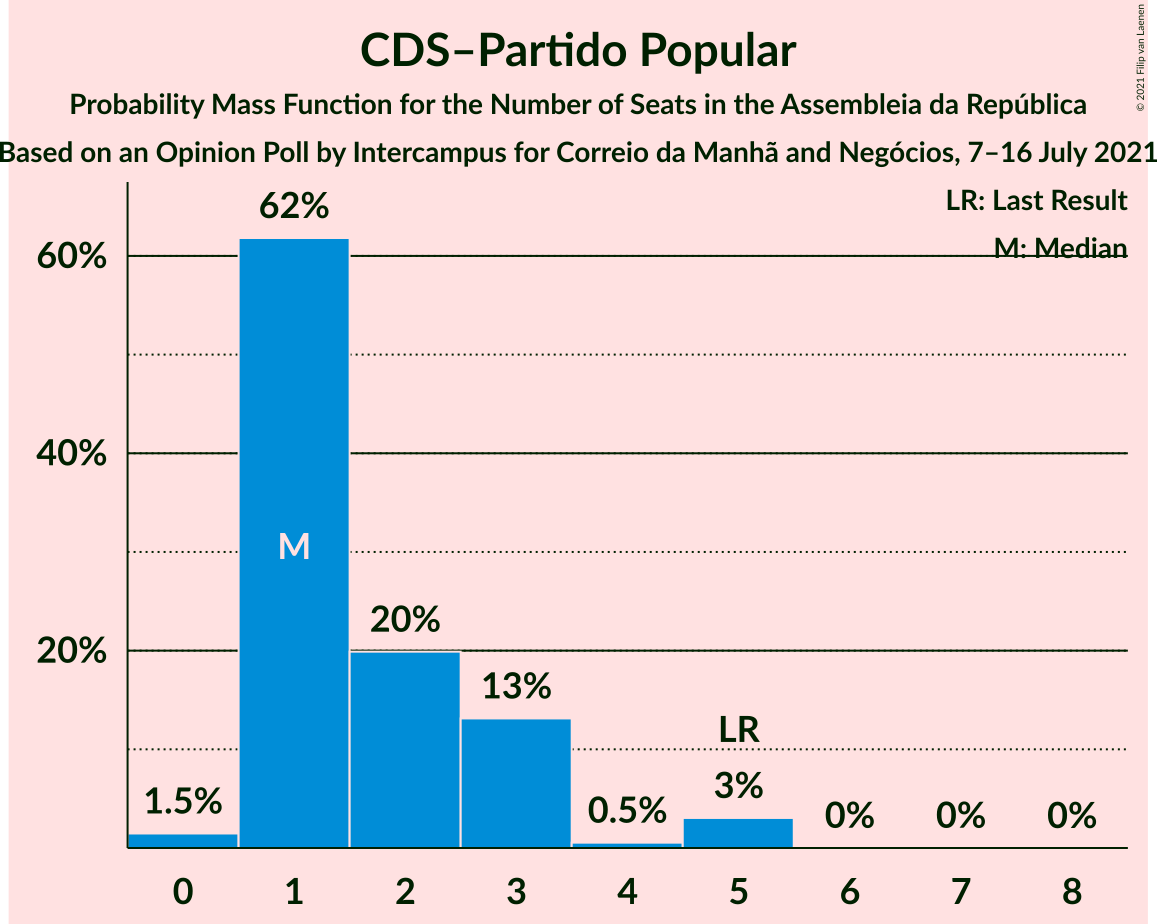 CDS–Partido Popular
Probability Mass Function for the Number of Seats in the Assembleia da República
Based on an Opinion Poll by Intercampus for Correio da Manhã and Negócios, 7–16 July 2021
© 2021 Filip van Laenen
LR: Last Result
M: Median
62%
60%
40%
M
20%
20%
13%
LR
3%
1.5%
0.5%
0%
0%
0%
0 1 2 3 4 5 6 7 8